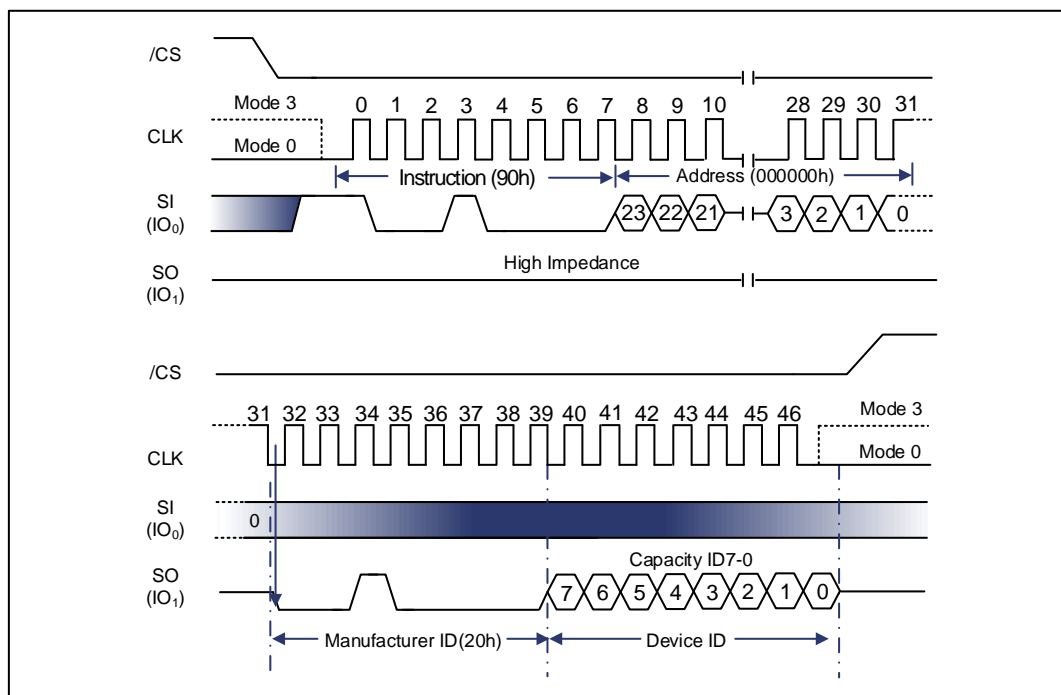 /CS
Mode 3
0 1 2 3 4 5 6 7 8 9 10 28 29 30 31
CLK
Mode 0
Instruction (90h)
Address (000000h)
SI
(IO0)
23 22 21 3 2 1 0
High Impedance
SO
(IO1)
/CS
31 32 33 34 35 36 37 38 39 40 41 42 43 44 45 46
Mode 3
CLK
Mode 0
SI
(IO0)
0
Capacity ID7-0
SO
(IO1)
7 6 5 4 3 2 1 0
Manufacturer ID(20h)
Device ID